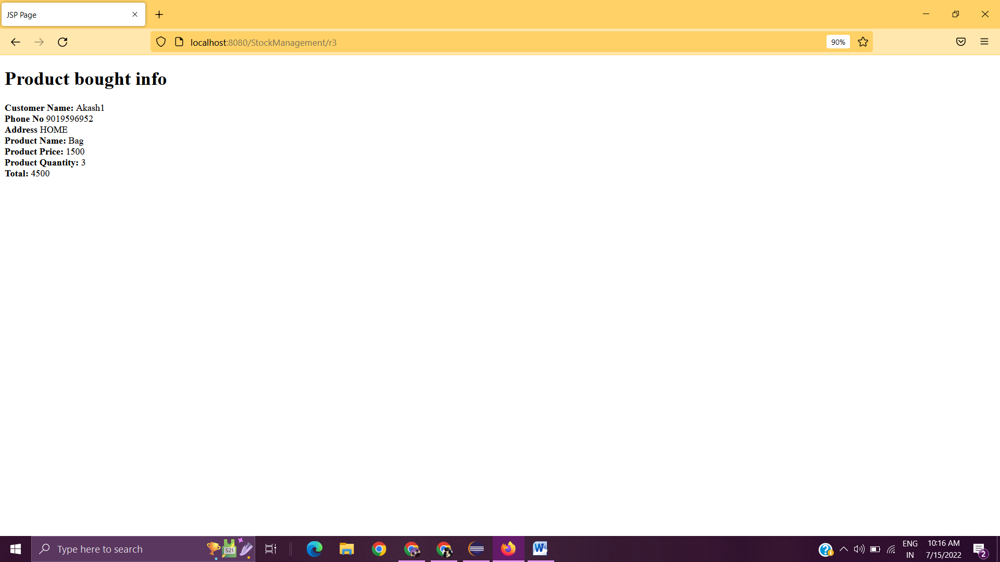 JSP Page
localhost:8080/StockManagement/r3
90%
Product bought info
Customer Name: Akash1
Phone No 9019596952
Address HOME
Product Name: Bag
Product Price: 1500
Product Quantity: 3
Total: 4500
Type here to search
521
ENG
IN
10:16 AM
7/15/2022
2